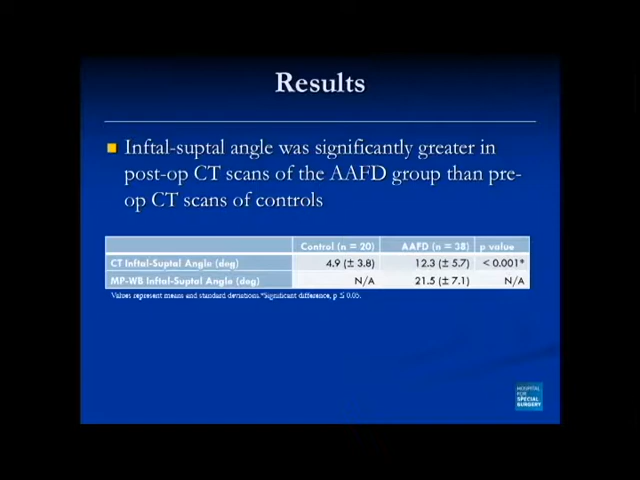 Results
Inftal-suptal angle was significantly greater in
post-op CT scans of the AAFD group than pre-
op CT scans of controls
Control (n = 20) AAFD (n = 38) p value
CT Inftal-Suptal Angle (deg) 4.9 (± 3.8) 12.3 (± 5.7) < 0.001*
MP-WB Inftal-Suptal Angle (deg) N/A 21.5 (± 7.1) N/A
Values represent means and standard deviations.*Significant difference, p ≤ 0.05.
HOSPITAL
FOR
SPECIAL
SURGERY